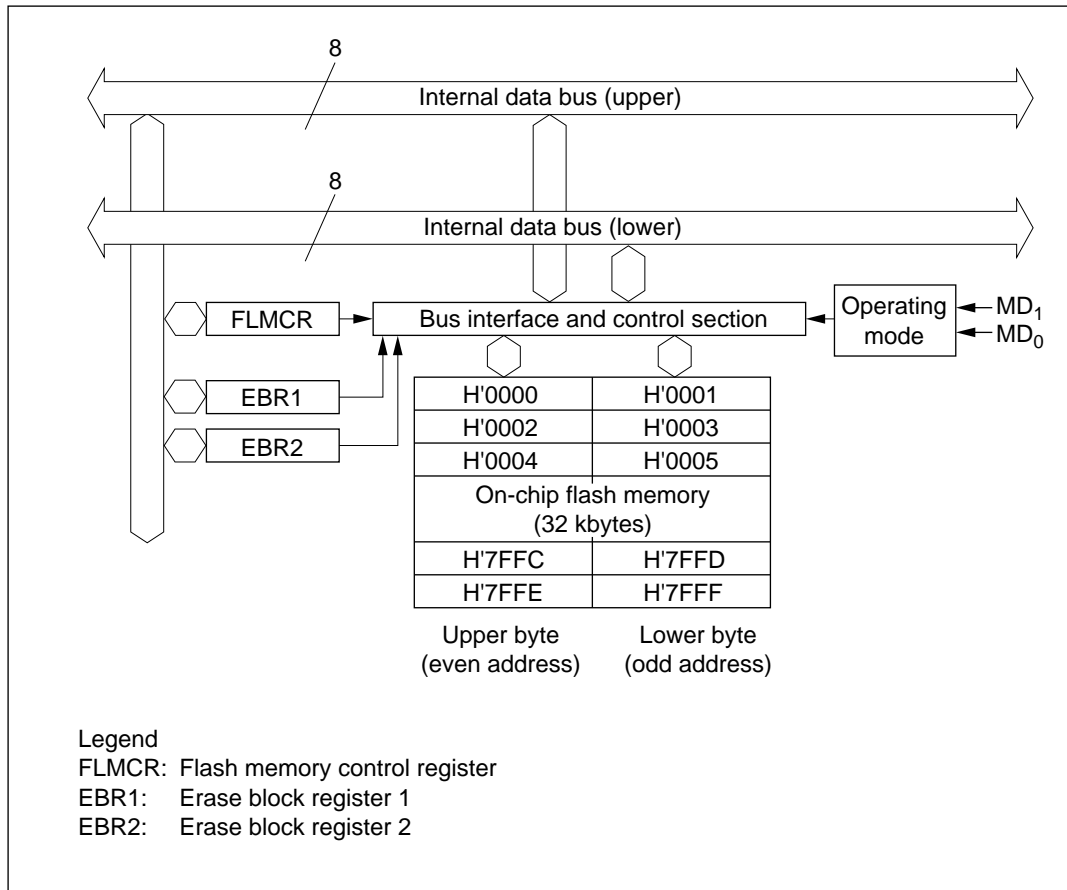 8
Internal data bus (upper)
8
Internal data bus (lower)
FLMCR
Bus interface and control section
Operating
mode
MD1
MD0
EBR1
EBR2
H'0000 H'0001
H'0002 H'0003
H'0004 H'0005
On-chip flash memory
(32 kbytes)
H'7FFC H'7FFD
H'7FFE H'7FFF
Upper byte
(even address)
Lower byte
(odd address)
Legend
FLMCR: Flash memory control register
EBR1: Erase block register 1
EBR2: Erase block register 2